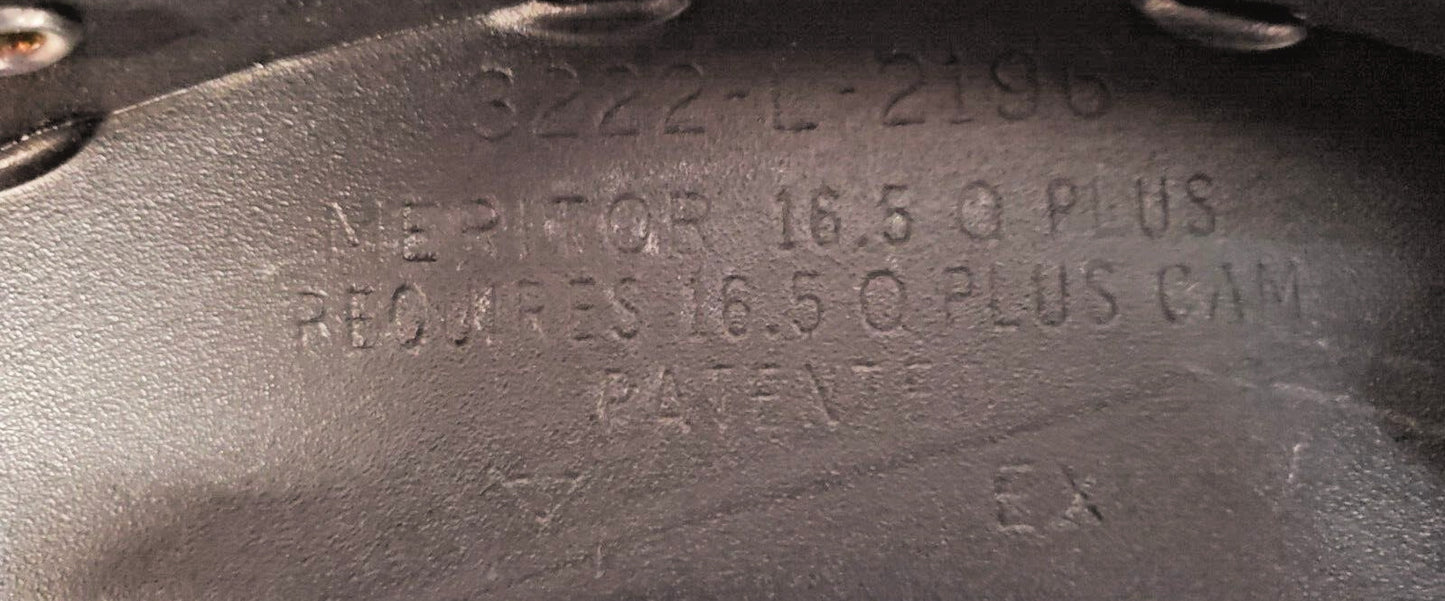 3222-L-2196
MERITOR 16.5 Q PLUS
REQUIRES 16.5 Q PLUS CAM
EX